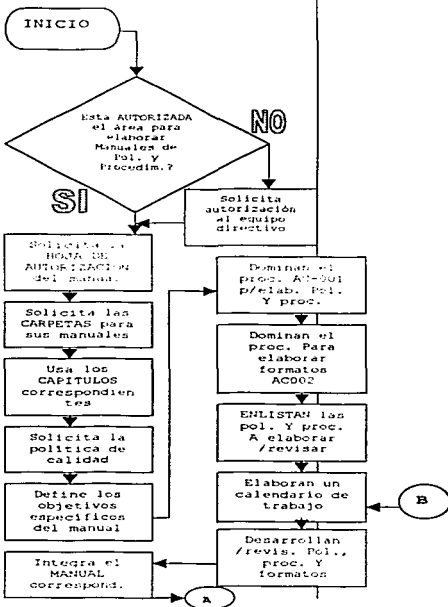 INICIO
Esta AUTORIZADA
el área para
elaborar
Manuales de
Pol. y
Procedim.?
NO
SI
Solicita
autorización
al equipo
directivo
Solicita la
HOJA DE
AUTORIZACION
del manual
Solicita las
CARPETAS para
sus manuales
Usa los
CAPITULOS
correspondien
tes
Solicita la
política de
calidad
Define los
objetivos
específicos
del manual
Dominan el
proc.
p/elab. Pol.
Y proc.
Dominan el
proc. Para
elaborar
formatos
AC002
ENLISTAN las
pol. Y proc.
A elaborar
/revisar
Elaboran un
calendario de
trabajo
B
Desarrollan
/revis. Pol.,
proc. Y
formatos
Integra el
MANUAL
correspond.
A